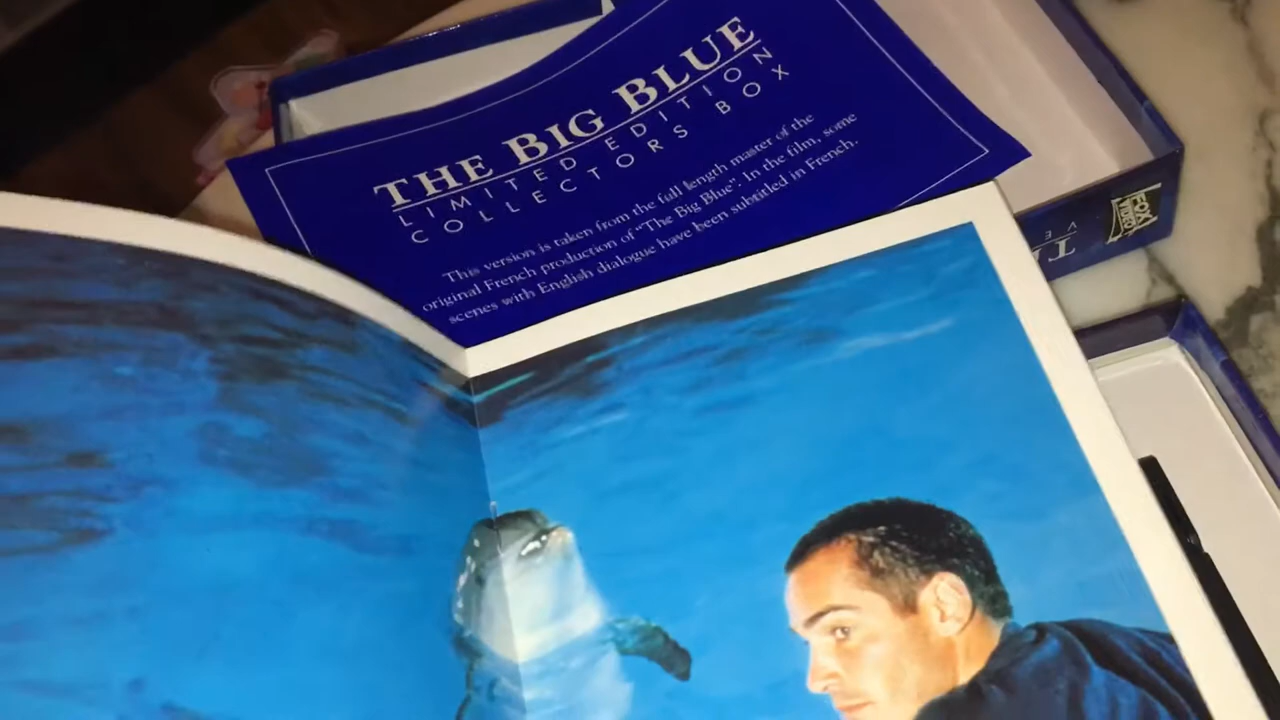 THE BIG BLUE
LIMITED EDITION
COLLECTORS BOX
This version is taken from the full length master of the
original French production of "The Big Blue". In the film, some
scenes with English dialogue have been subtitled in French.
FOX
VIDEO